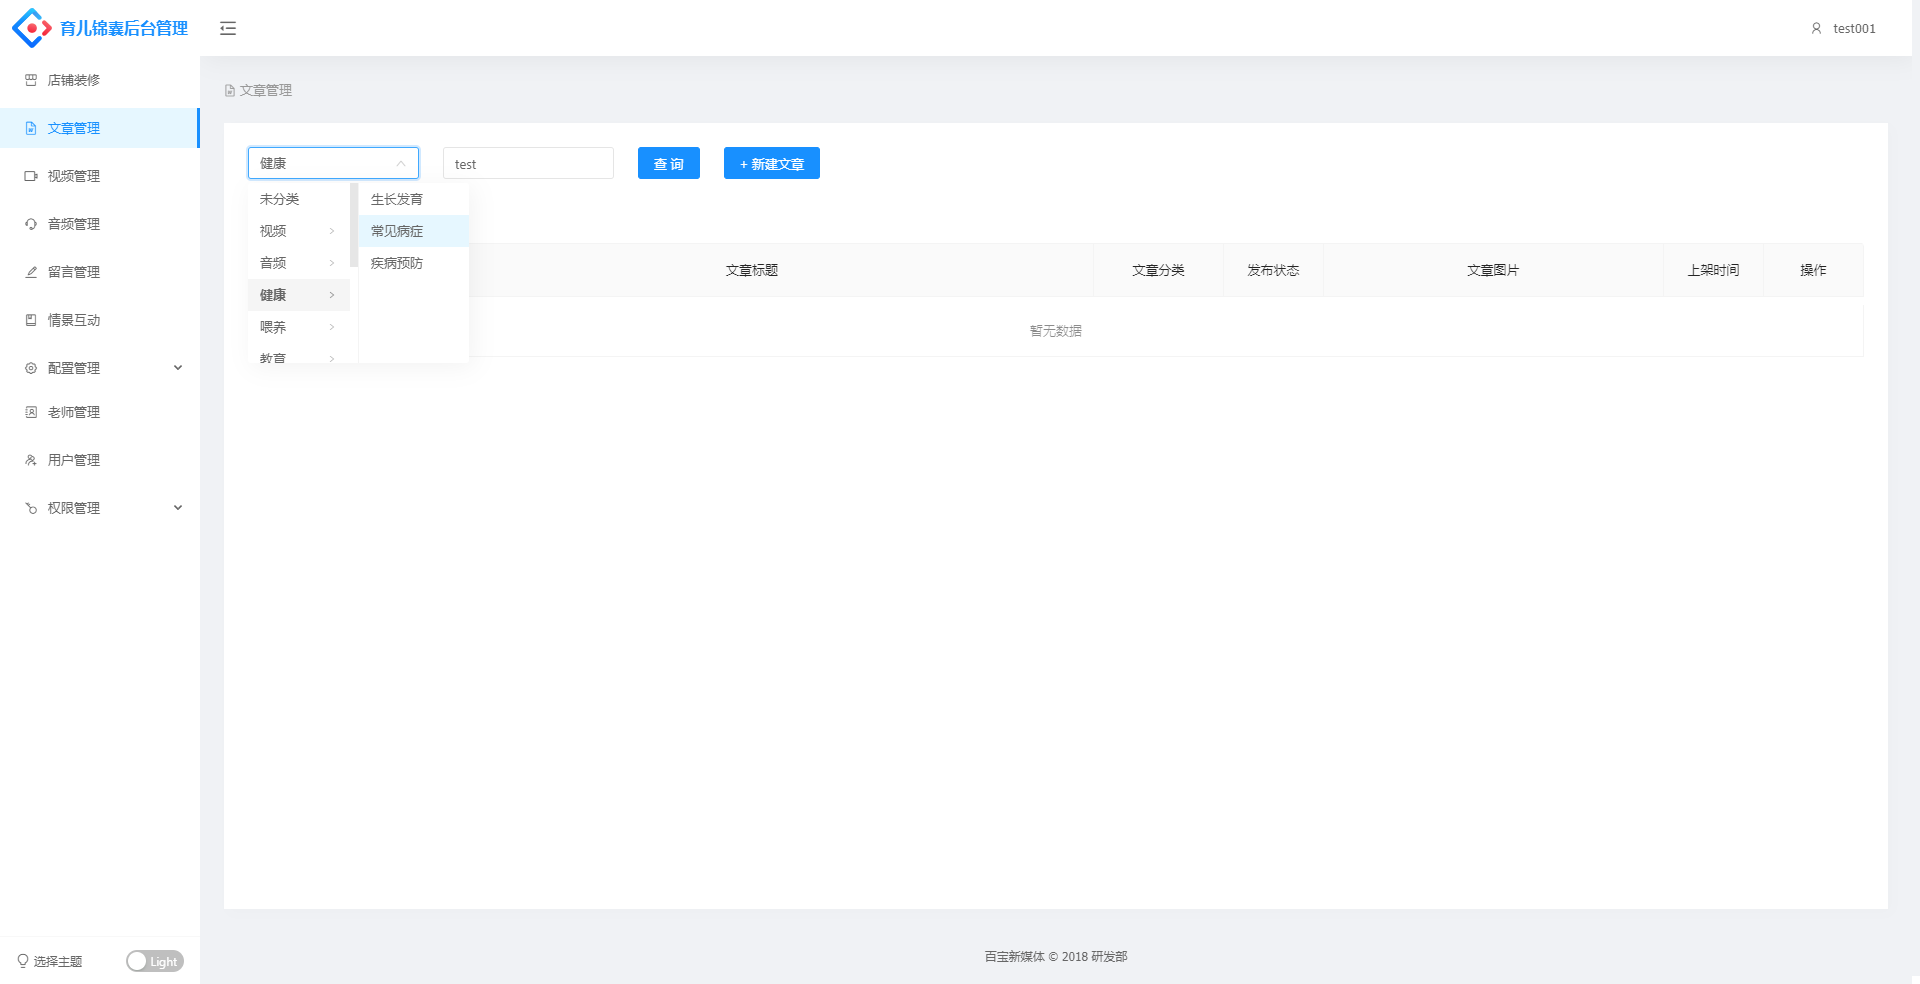 育儿锦囊后台管理
test001
店铺装修
文章管理
视频管理
音频管理
留言管理
情景互动
配置管理
老师管理
用户管理
权限管理
选择主题
Light
文章管理
健康
test
查 询
+ 新建文章
未分类
视频
音频
健康
喂养
教育
生长发育
常见病症
疾病预防
文章标题
文章分类
发布状态
文章图片
上架时间
操作
暂无数据
百宝新媒体 © 2018 研发部